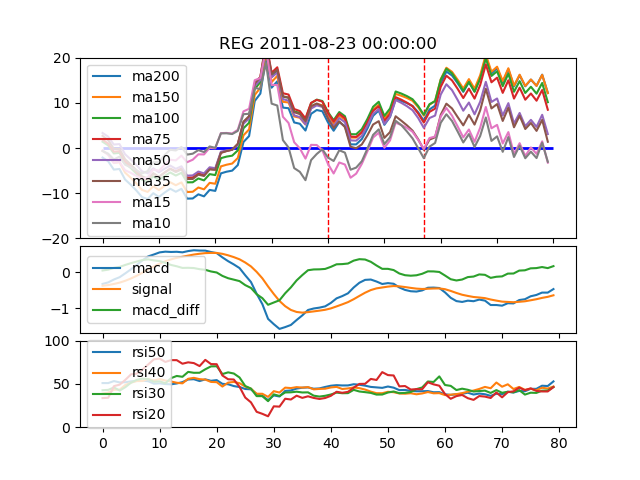 REG 2011-08-23 00:00:00
20
10
0
−10
−20
ma200
ma150
ma100
ma75
ma50
ma35
ma15
ma10
0
−1
macd
signal
macd_diff
100
50
0
rsi50
rsi40
rsi30
rsi20
0 10 20 30 40 50 60 70 80